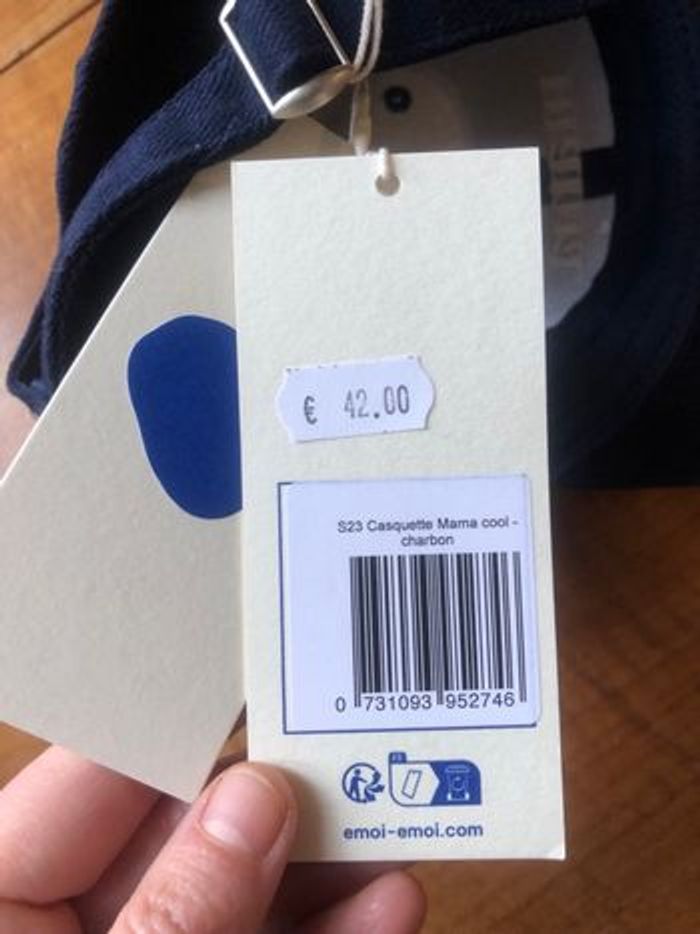 € 42.00
S23 Casquette Mama cool -
charbon
0 731093 952746
emoi-emoi.com